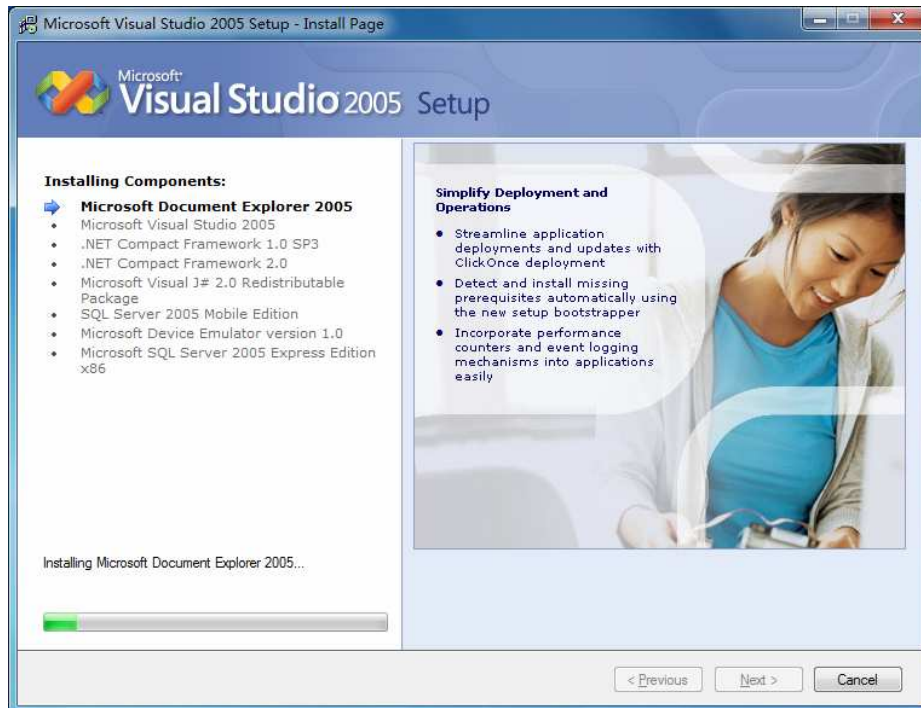 Microsoft Visual Studio 2005 Setup - Install Page
Microsoft
Visual Studio 2005 Setup
Installing Components:
Microsoft Document Explorer 2005
Microsoft Visual Studio 2005
.NET Compact Framework 1.0 SP3
.NET Compact Framework 2.0
Microsoft Visual J# 2.0 Redistributable
Package
SQL Server 2005 Mobile Edition
Microsoft Device Emulator version 1.0
Microsoft SQL Server 2005 Express Edition
x86
Installing Microsoft Document Explorer 2005...
Simplify Deployment and
Operations
Streamline application
deployments and updates with
ClickOnce deployment
Detect and install missing
prerequisites automatically using
the new setup bootstrapper
Incorporate performance
counters and event logging
mechanisms into applications
easily
< Previous
Next >
Cancel